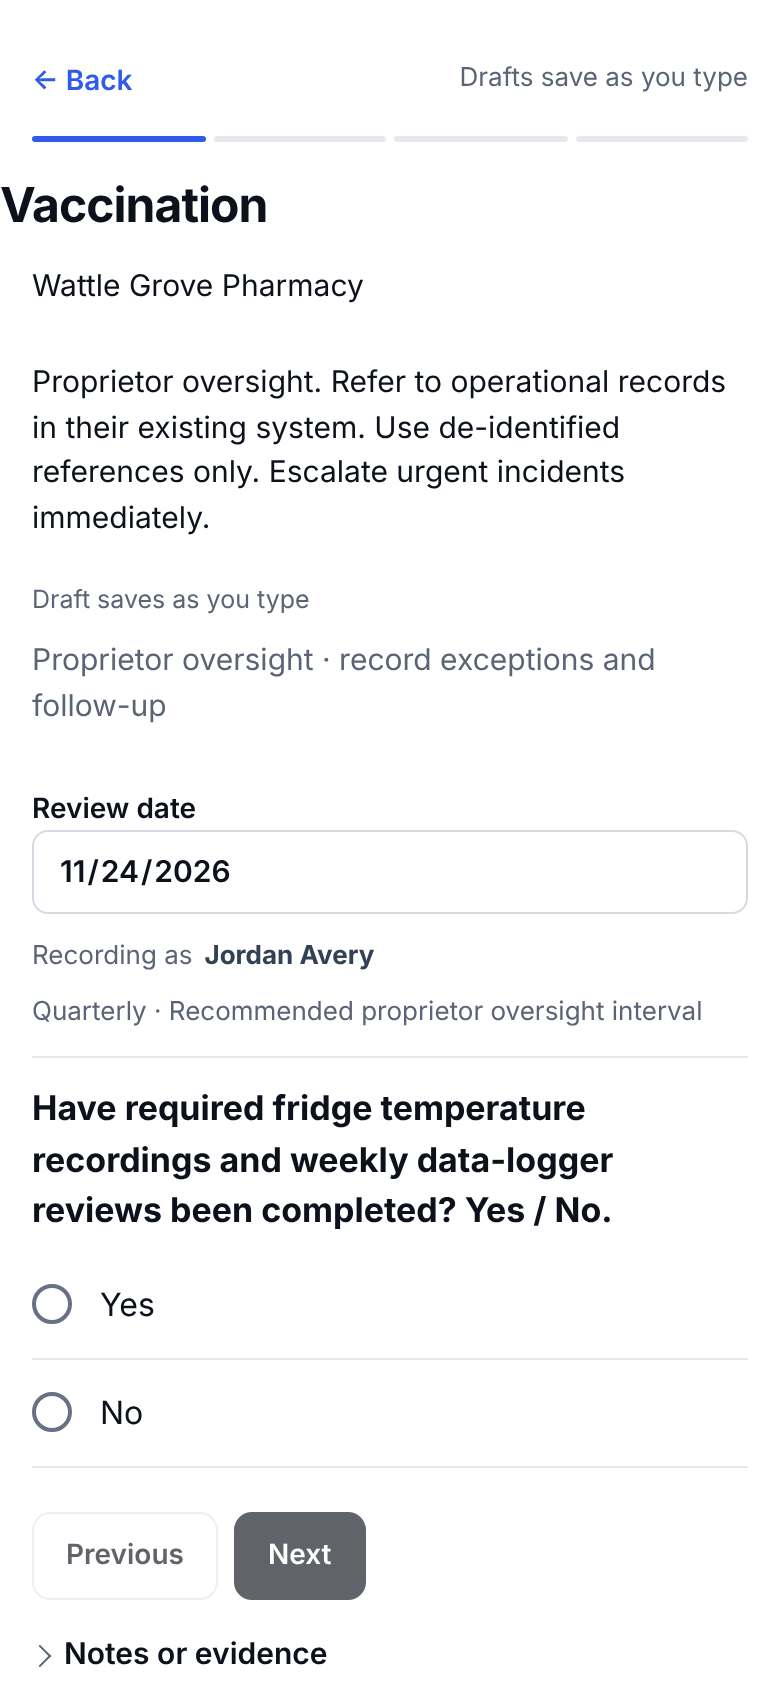 ← Back
Drafts save as you type
Vaccination
Wattle Grove Pharmacy
Proprietor oversight. Refer to operational records
in their existing system. Use de-identified
references only. Escalate urgent incidents
immediately.
Draft saves as you type
Proprietor oversight · record exceptions and
follow-up
Review date
11/24/2026
Recording as Jordan Avery
Quarterly · Recommended proprietor oversight interval
Have required fridge temperature
recordings and weekly data-logger
reviews been completed? Yes / No.
Yes
No
Previous
Next
Notes or evidence